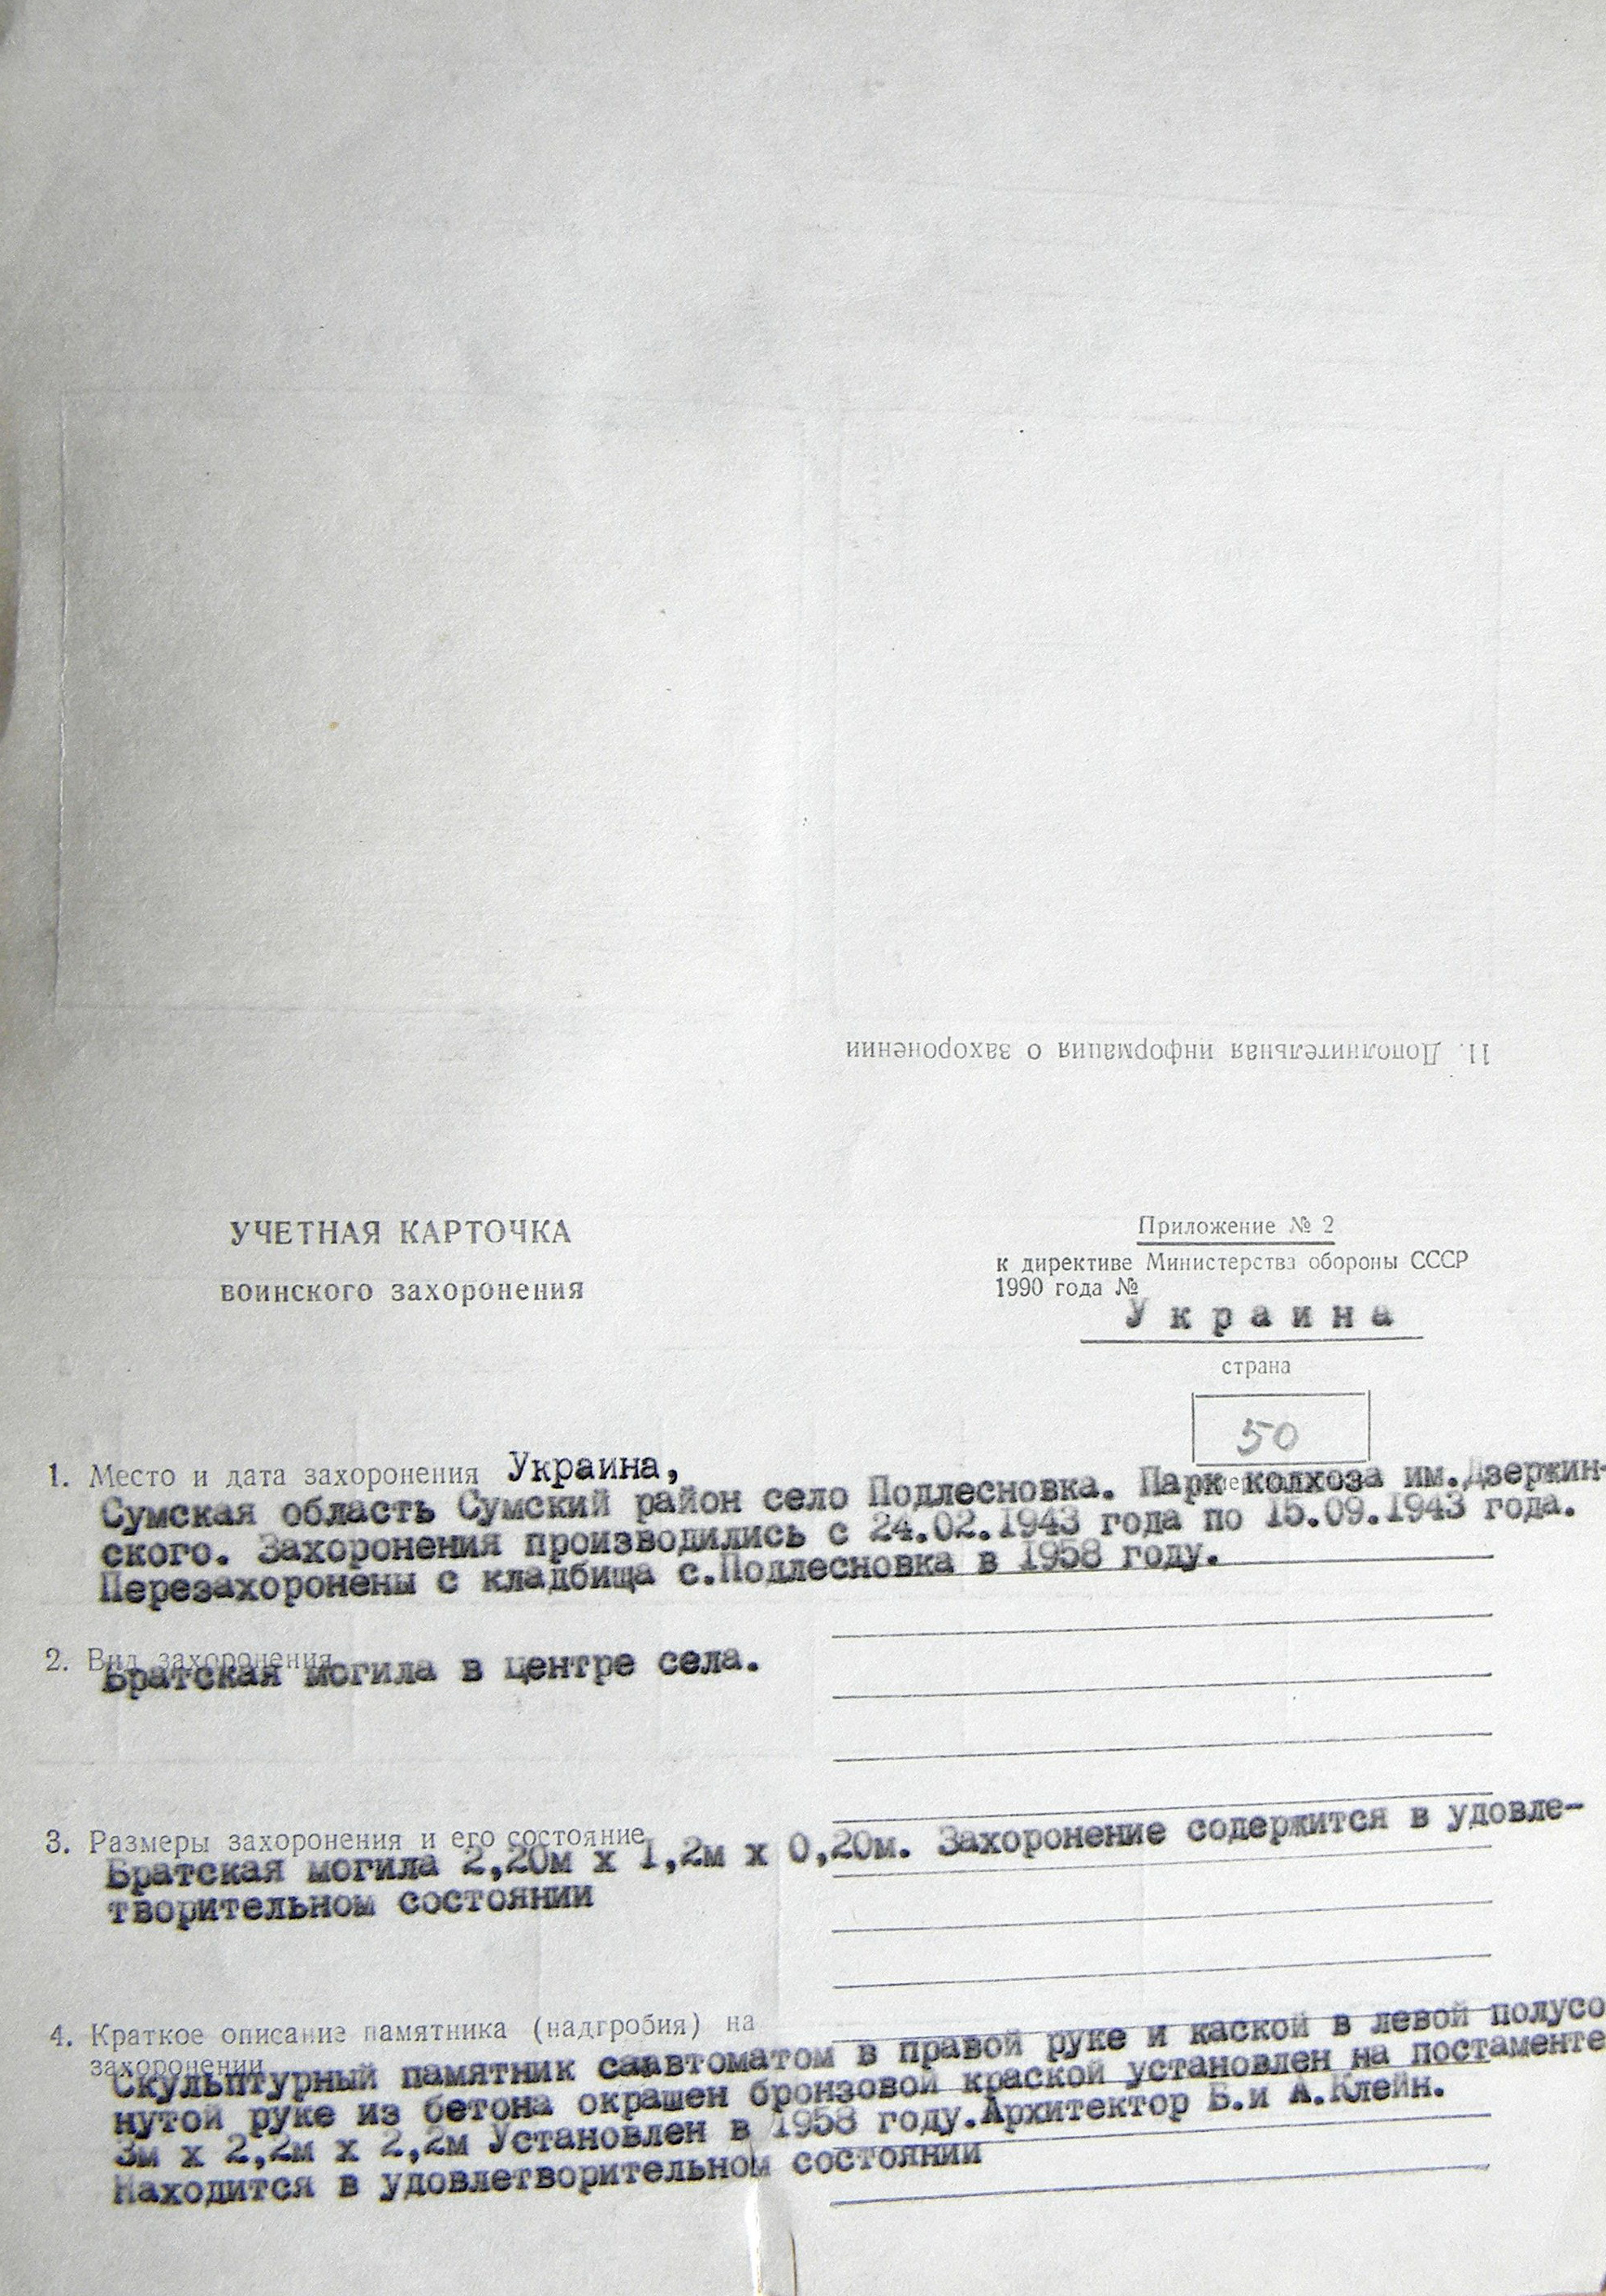 11. Дополнительная информация о захоронении
УЧЕТНАЯ КАРТОЧКА
воинского захоронения
Приложение № 2
к директиве Министерства обороны СССР
1990 года №
Украина
страна
50
1. Место и дата захоронения Украина,
Сумская область Сумский район село Подлесновка. Парк колхоза им.Дзержин-
ского. Захоронения производились с 24.02.1943 года по 15.09.1943 года.
Перезахоронены с кладбища с.Подлесновка в 1958 году.
2. Вид захоронения
Братская могила в центре села.
3. Размеры захоронения и его состояние
Братская могила 2,20м х 1,2м х 0,20м. Захоронение содержится в удовле-
творительном состоянии
4. Краткое описание памятника (надгробия) на
захоронении
Скульптурный памятник саавтоматом в правой руке и каской в левой полусо
нутой руке из бетона окрашен бронзовой краской установлен на постаменте
3м х 2,2м х 2,2м Установлен в 1958 году.Архитектор Б.и А.Клейн.
Находится в удовлетворительном состоянии